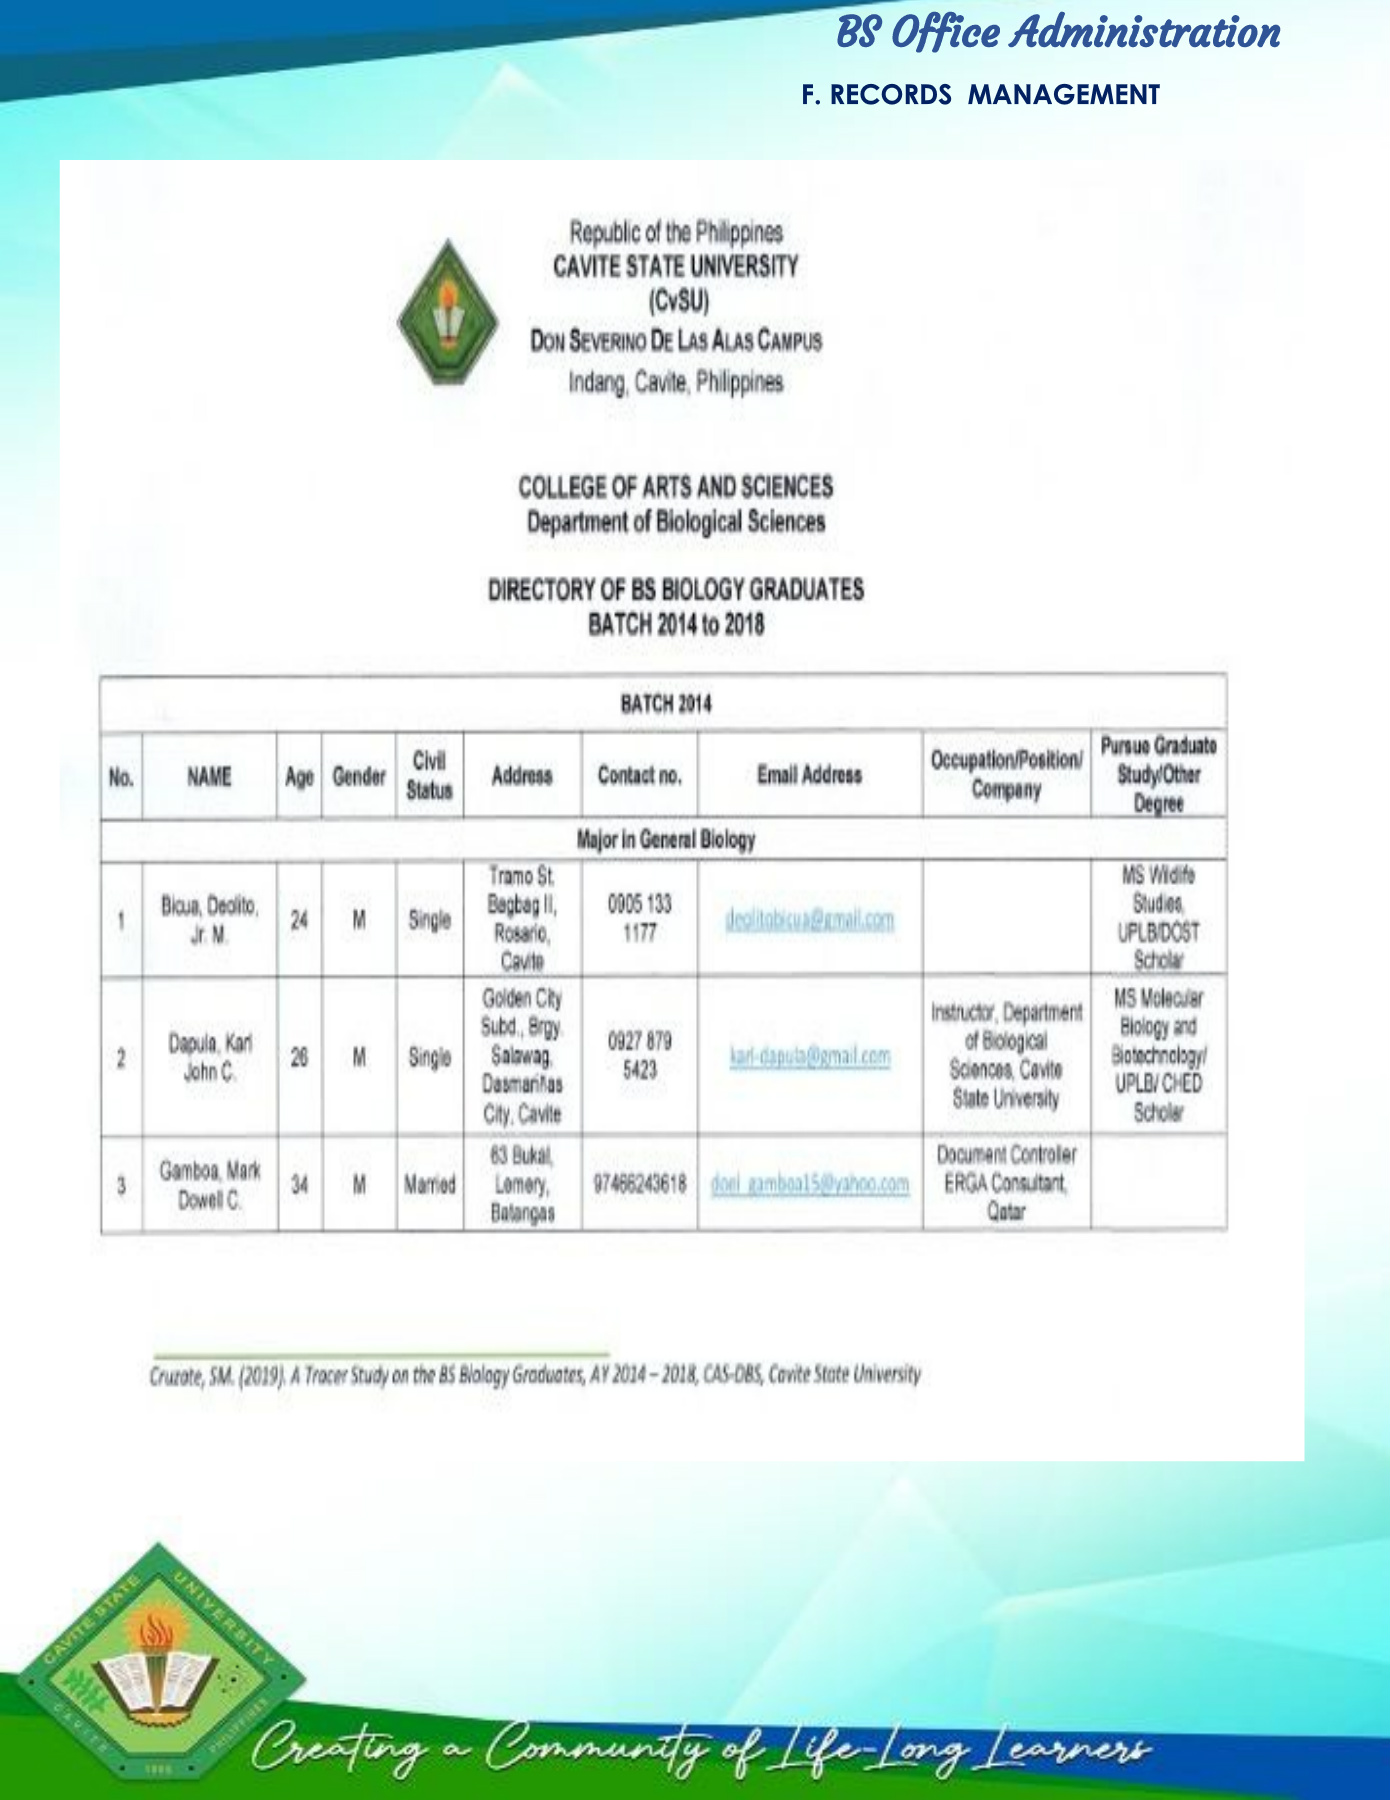 BS Office Administration
F. RECORDS MANAGEMENT
Republic of the Philippines
CAVITE STATE UNIVERSITY
(CvSU)
DON SEVERINO DE LAS ALAS CAMPUS
Indang, Cavite, Philippines
COLLEGE OF ARTS AND SCIENCES
Department of Biological Sciences
DIRECTORY OF BS BIOLOGY GRADUATES
BATCH 2014 to 2018
BATCH 2014
No.
NAME
Age
Gender
Civil
Status
Address
Contact no.
Email Address
Occupation/Position/
Company
Pursue Graduate
Study/Other
Degree
Major in General Biology
1
Bicua, Deolito,
Jr. M.
24
M
Single
Tramo St.
Bagbag II,
Rosario,
Cavite
0905 133
1177
deolitobicua@gmail.com
MS Wildife
Studies,
UPLB/DOST
Scholar
2
Dapula, Karl
John C.
26
M
Single
Golden City
Subd., Brgy.
Salawag,
Dasmariñas
City, Cavite
0927 879
5423
karl-dapula@gmail.com
Instructor, Department
of Biological
Sciences, Cavite
State University
MS Molecular
Biology and
Biotechnology/
UPLB/ CHED
Scholar
3
Gamboa, Mark
Dowell C.
34
M
Married
63 Bukal,
Lemery,
Batangas
97466243618
doel_gamboa15@yahoo.com
Document Controller
ERGA Consultant,
Qatar
Cruzate, SM. (2019). A Tracer Study on the BS Biology Graduates, AY 2014 – 2018, CAS-DBS, Cavite State University
CAVITE STATE UNIVERSITY
CAVITE
PHILIPPINES
1906
Creating a Community of Life-Long Learners